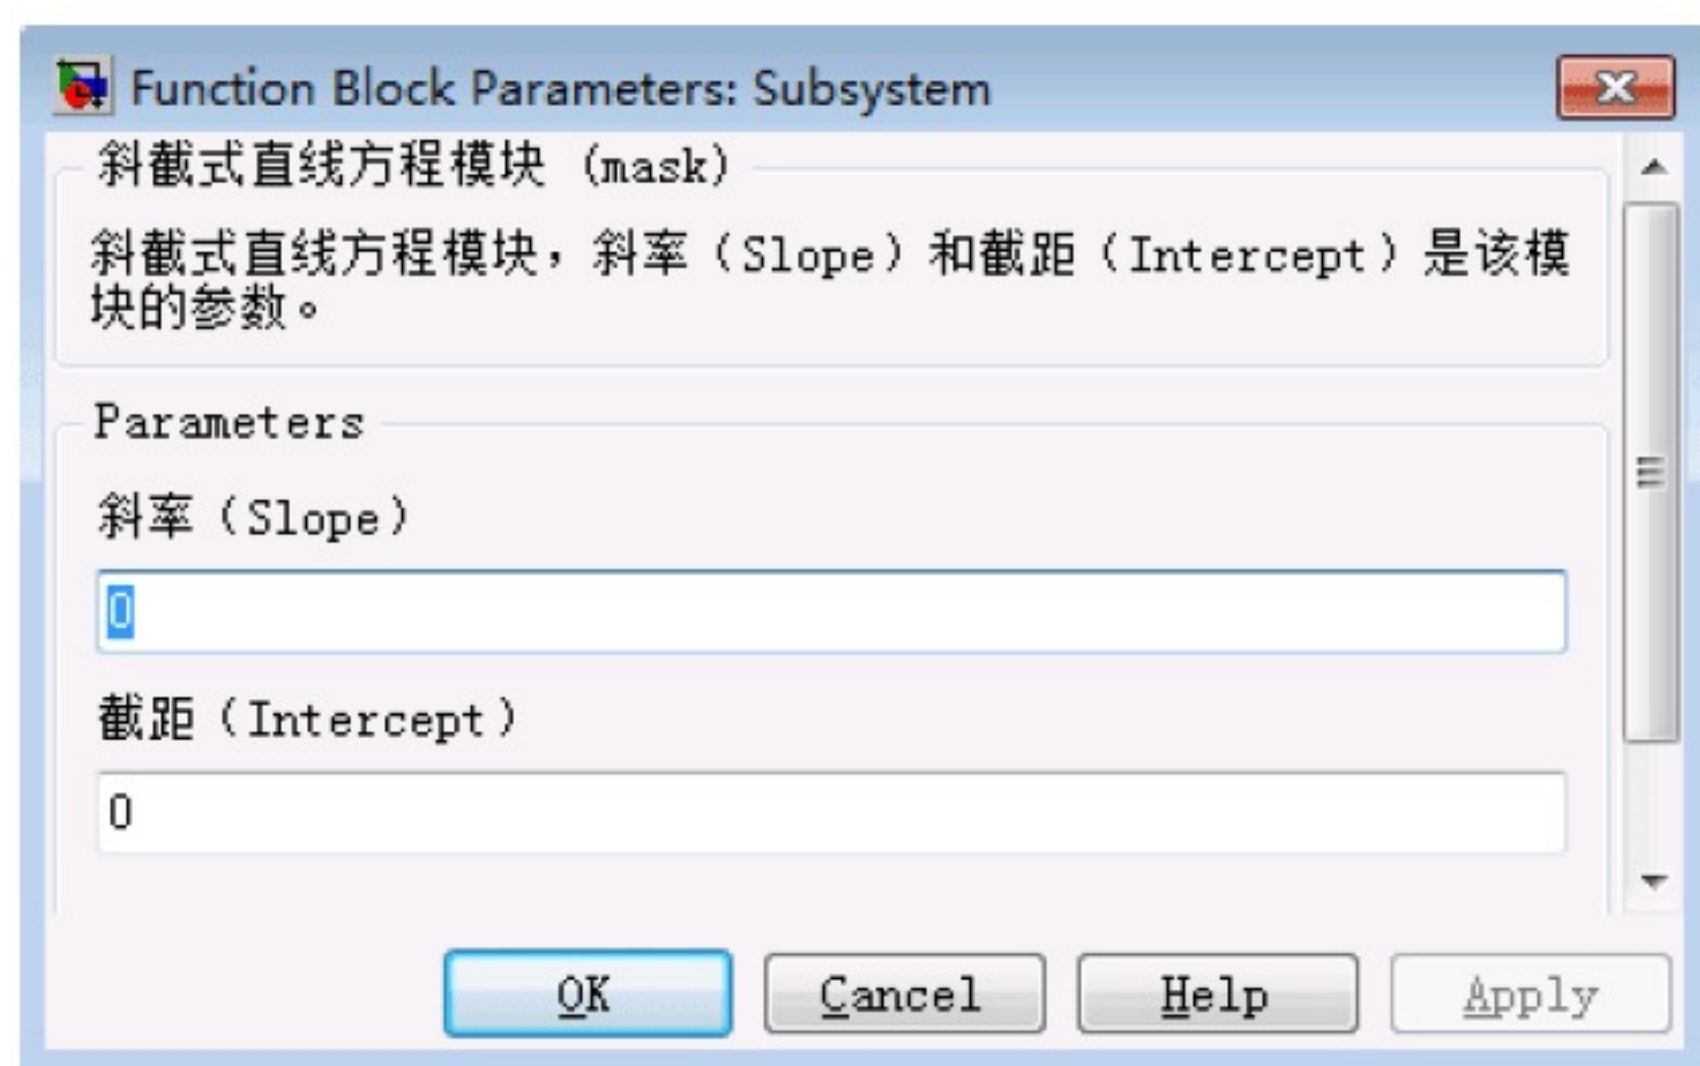 Function Block Parameters: Subsystem
斜截式直线方程模块 (mask)
斜截式直线方程模块，斜率（Slope）和截距（Intercept）是该模
块的参数。
Parameters
斜率（Slope）
0
截距（Intercept）
0
OK Cancel Help Apply